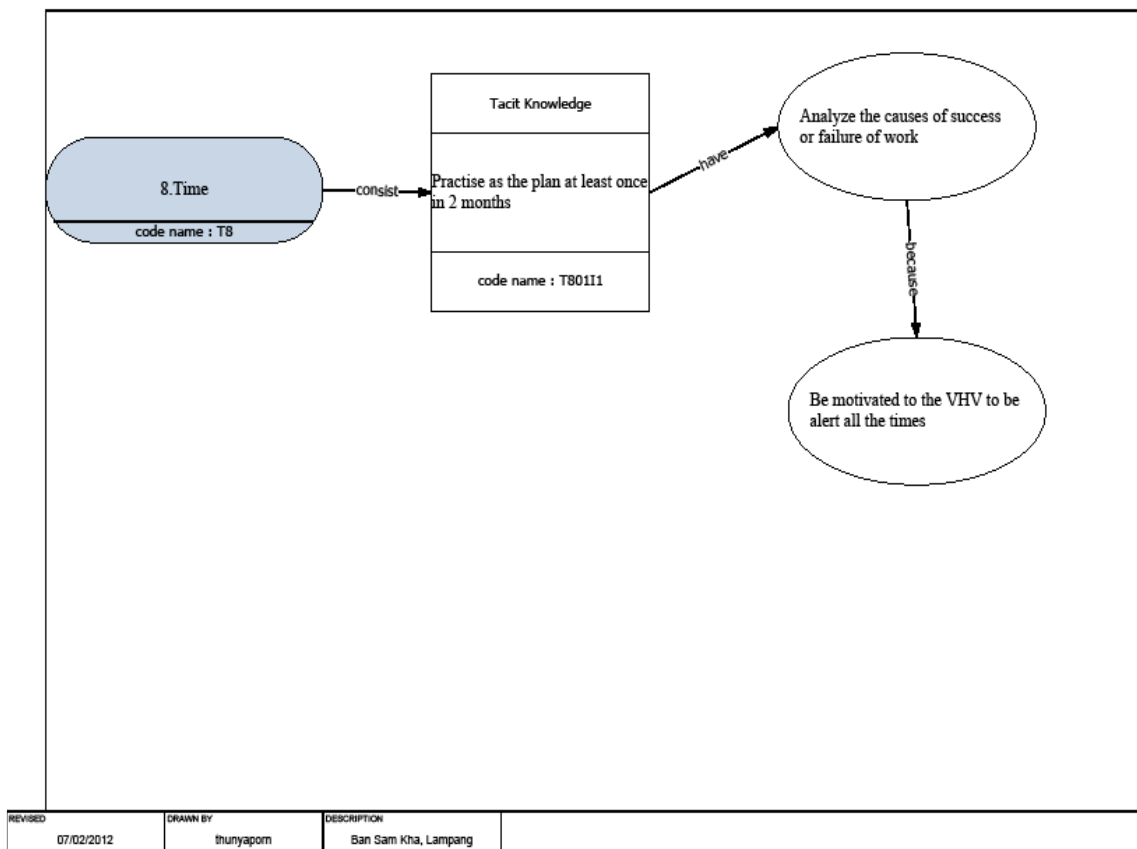 8.Time
code name : T8
consist
Tacit Knowledge
Practise as the plan at least once
in 2 months
code name : T801I1
have
Analyze the causes of success
or failure of work
because
Be motivated to the VHV to be
alert all the times
REVISED
07/02/2012
DRAWN BY
thunyaporn
DESCRIPTION
Ban Sam Kha, Lampang